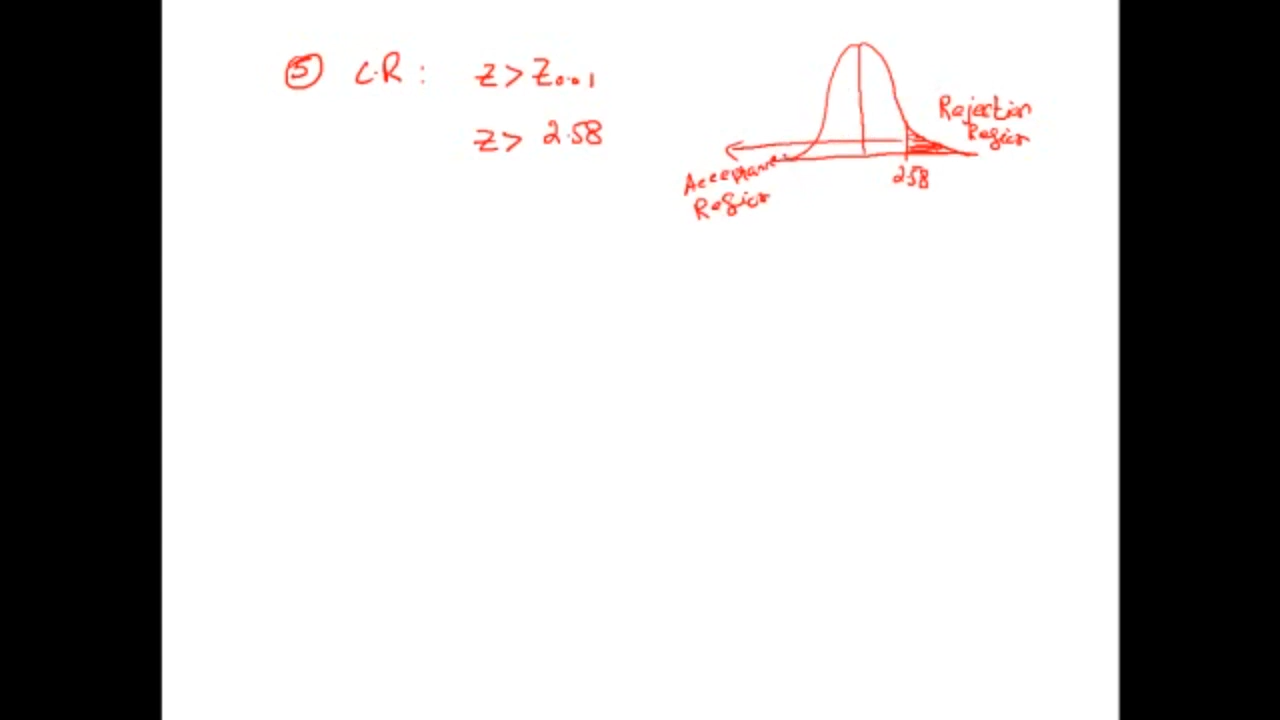 ⑤ C.R : Z > Z0.01
Z > 2.58
Rejection
Region
2.58
Acceptance
Region